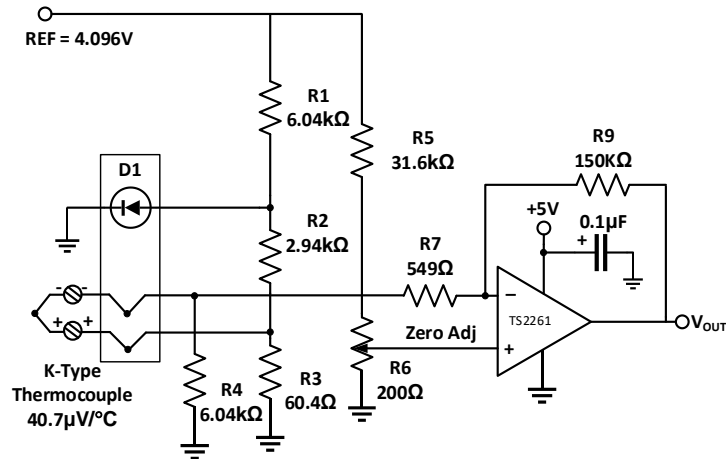 REF = 4.096V
R1
6.04kΩ
R5
31.6kΩ
R9
150KΩ
D1
+5V
0.1µF
+
R2
2.94kΩ
R7
549Ω
- -
−
TS2261
VOUT
+ +
Zero Adj
+
K-Type
Thermocouple
40.7µV/°C
R4
6.04kΩ
R3
60.4Ω
R6
200Ω